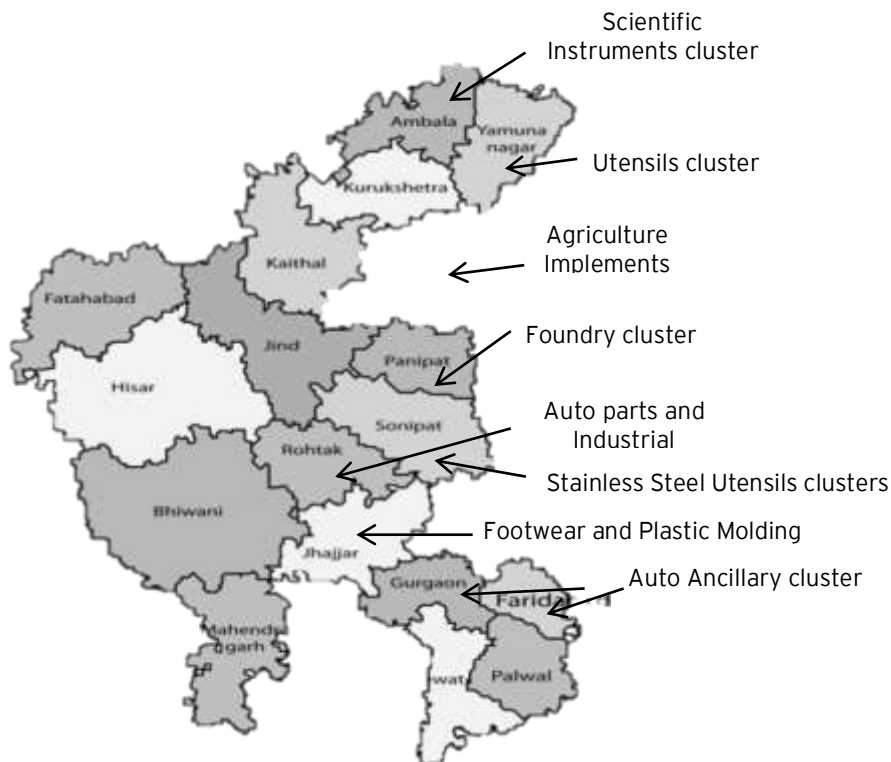 Scientific
Instruments cluster
Ambala
Yamuna
nagar
Utensils cluster
Kurukshetra
Agriculture
Implements
Kaithal
Fatahabad
Foundry cluster
Jind
Panipat
Hisar
Auto parts and
Industrial
Sonipat
Rohtak
Stainless Steel Utensils clusters
Bhiwani
Footwear and Plastic Molding
Jhajjar
Auto Ancillary cluster
Gurgaon
Mahend
garh
Palwal